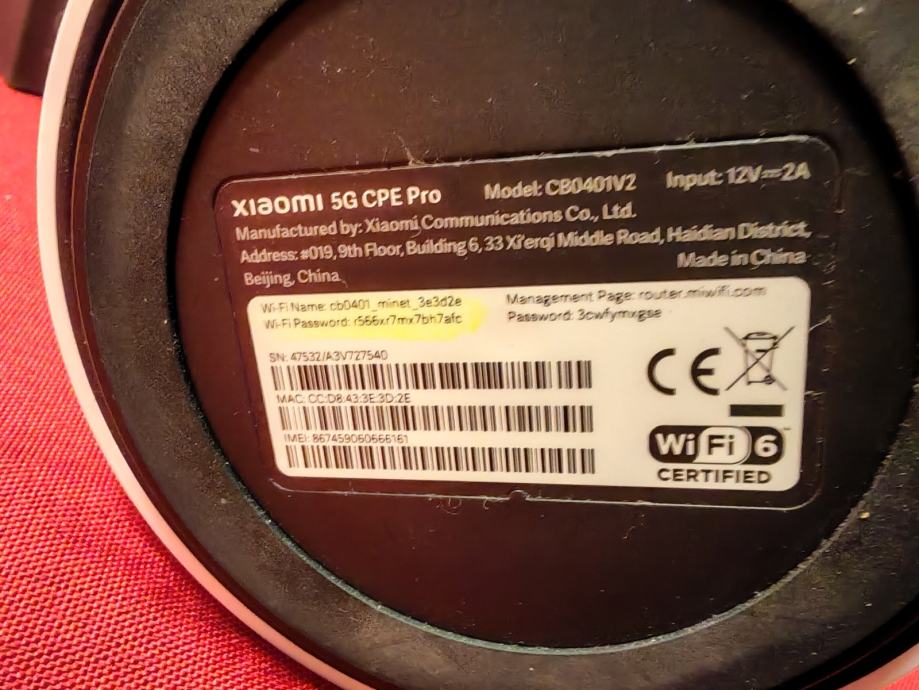 xiaomi 5G CPE Pro Model: CB0401V2 Input: 12V⎓2A
Manufactured by: Xiaomi Communications Co., Ltd.
Address: #019, 9th Floor, Building 6, 33 Xi'erqi Middle Road, Haidian District,
Beijing, China Made in China
Wi-Fi Name: cb0401_minet_3e3d2e Management Page: router.miwifi.com
Wi-Fi Password: r566xr7mx7bh7afc Password: 3cwfymxgse
SN: 47532/A3V727540
MAC: CC:D8:43:3E:3D:2E
IMEI: 867459060666161
CE
Wi Fi 6
CERTIFIED